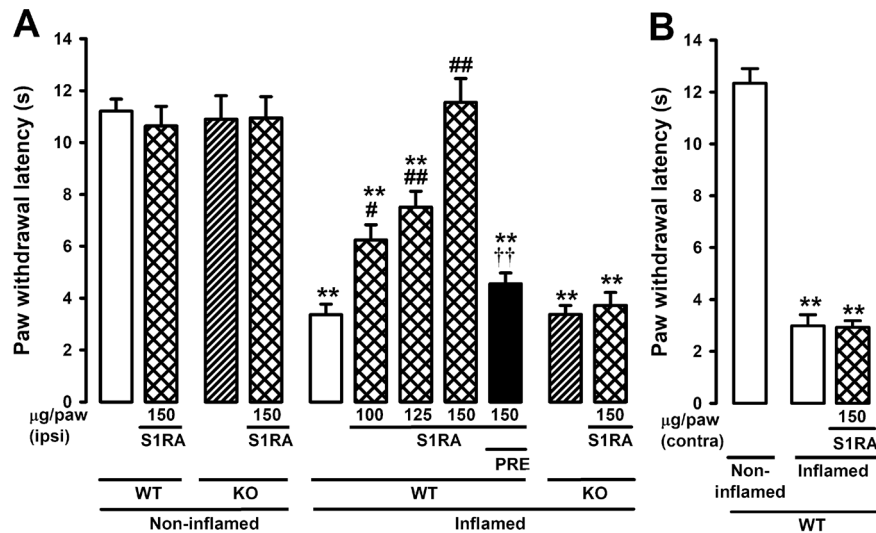 A
Paw withdrawal latency (s)
14
12
10
8
6
4
2
0
**
**
#
**
##
##
**
††
**
**
μg/paw
(ipsi)
150
150
100
125
150
150
150
S1RA
S1RA
S1RA
S1RA
PRE
WT
KO
WT
KO
Non-inflamed
Inflamed
B
Paw withdrawal latency (s)
14
12
10
8
6
4
2
0
**
**
μg/paw
(contra)
150
S1RA
Non-
inflamed
Inflamed
WT